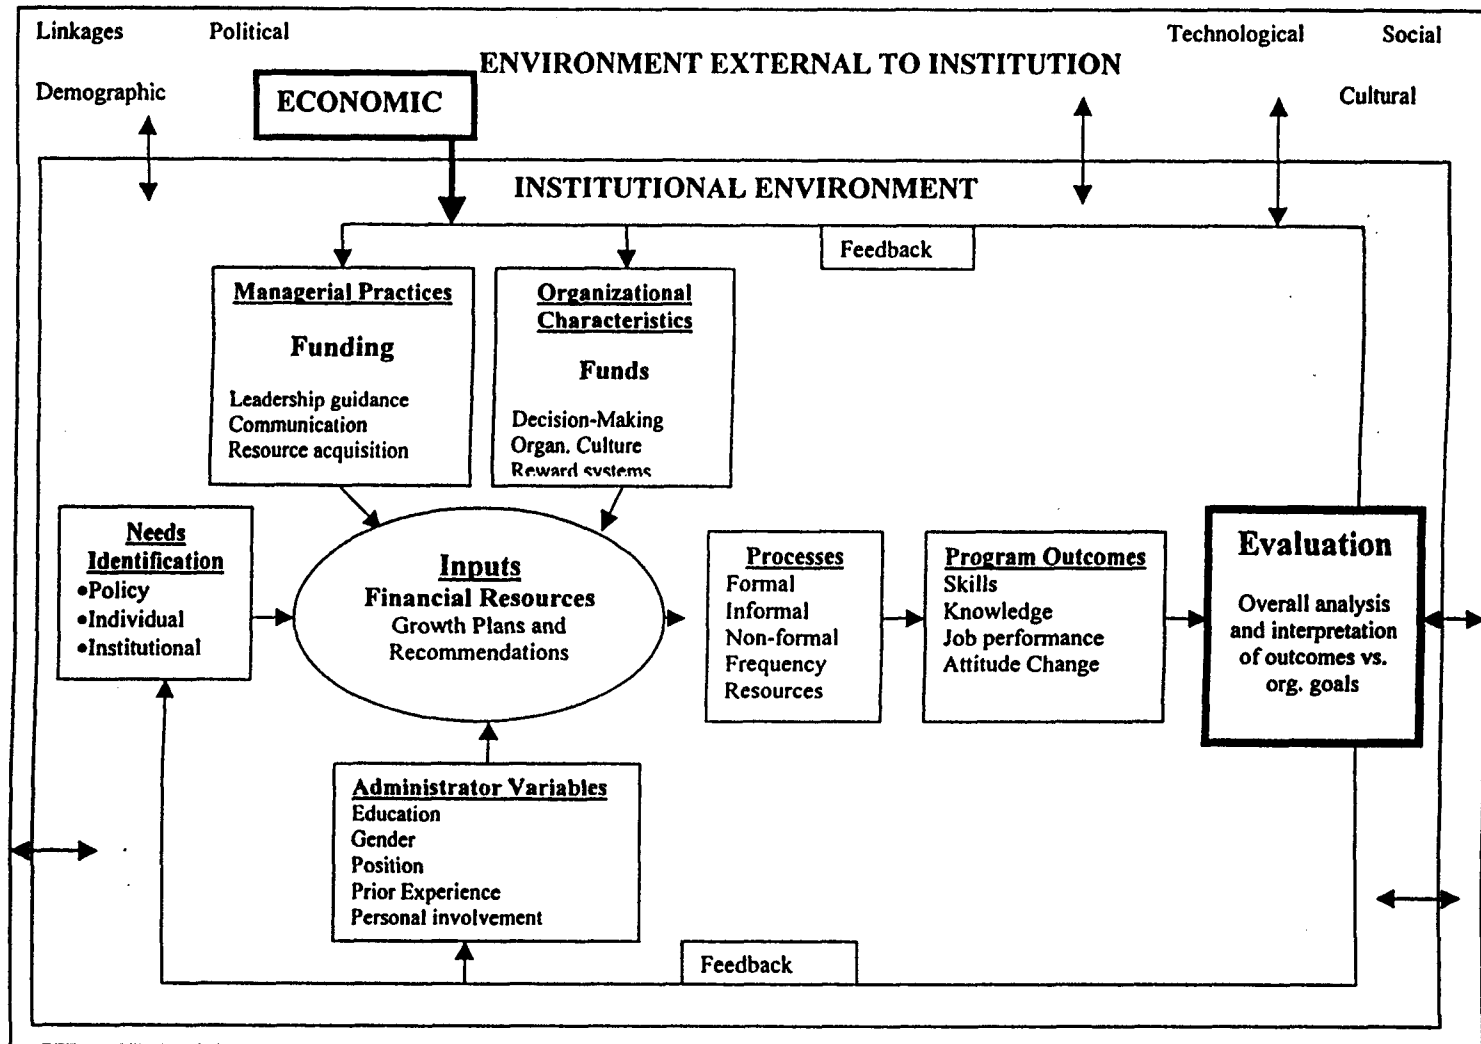 Linkages Political Technological Social
ENVIRONMENT EXTERNAL TO INSTITUTION
Demographic
ECONOMIC
Cultural
INSTITUTIONAL ENVIRONMENT
Feedback
Managerial Practices
Funding
Leadership guidance
Communication
Resource acquisition
Organizational
Characteristics
Funds
Decision-Making
Organ. Culture
Reward systems
Needs
Identification
•Policy
•Individual
•Institutional
Inputs
Financial Resources
Growth Plans and
Recommendations
Processes
Formal
Informal
Non-formal
Frequency
Resources
Program Outcomes
Skills
Knowledge
Job performance
Attitude Change
Evaluation
Overall analysis
and interpretation
of outcomes vs.
org. goals
Administrator Variables
Education
Gender
Position
Prior Experience
Personal involvement
Feedback